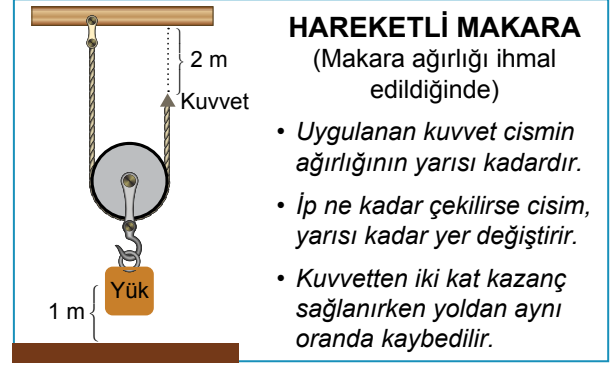 HAREKETLİ MAKARA
(Makara ağırlığı ihmal
edildiğinde)
2 m
Kuvvet
• Uygulanan kuvvet cismin
ağırlığının yarısı kadardır.
• İp ne kadar çekilirse cisim,
yarısı kadar yer değiştirir.
• Kuvvetten iki kat kazanç
sağlanırken yoldan aynı
oranda kaybedilir.
Yük
1 m